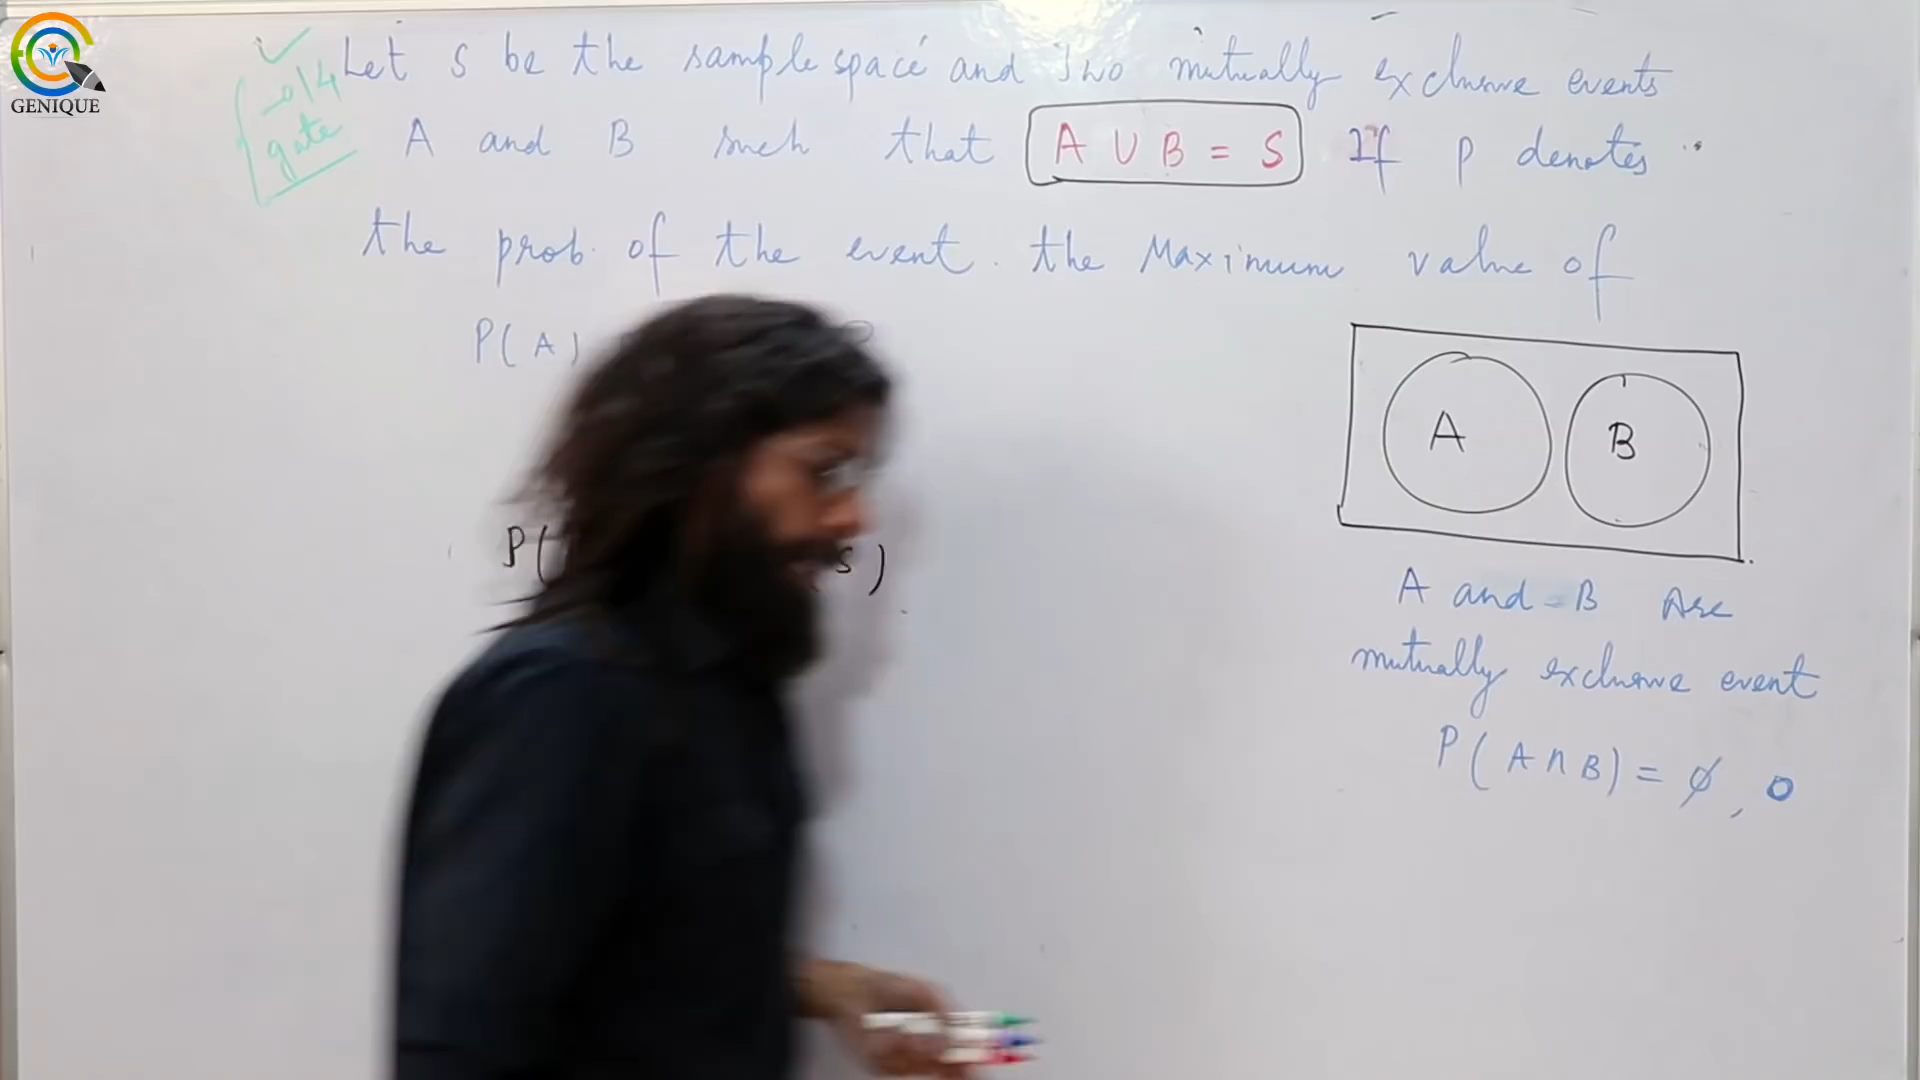 GENIQUE
Let S be the sample space and two mutually exclusive events
gate
A and B such that A ∪ B = S If P denotes
the prob. of the event. the Maximum value of
P(A)
A
B
P( S)
A and B Are
mutually exclusive event
P(A ∩ B) = ϕ, 0